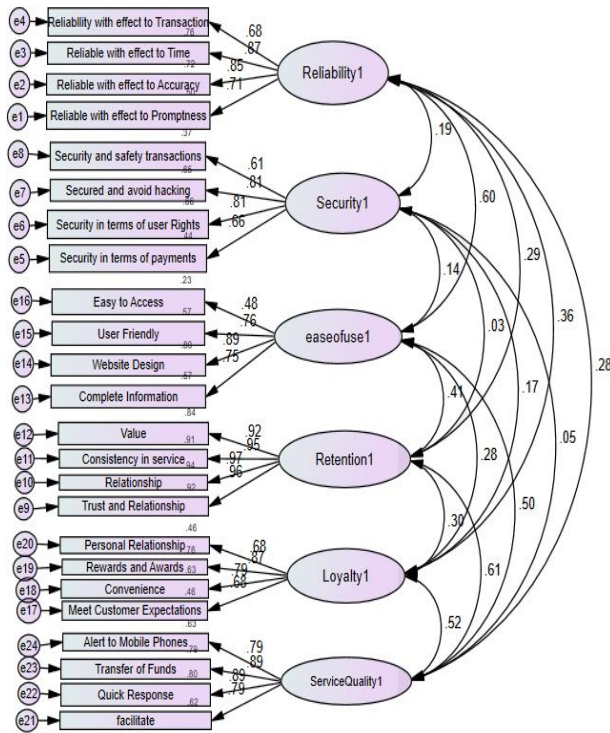 e4 Reliabllity with effect to Transaction .68
.76
e3 Reliable with effect to Time .87
.72
e2 Reliable with effect to Accuracy .85
e1 Reliable with effect to Promptness .71
Reliability1
.37
e8 Security and safety transactions .61
.66
e7 Secured and avoid hacking .81
.66
e6 Security in terms of user Rights .81
.44
e5 Security in terms of payments .66
Security1
.23
e16 Easy to Access .48
.57
e15 User Friendly .76
.80
e14 Website Design .89
.57
e13 Complete Information .75
easeofuse1
.84
e12 Value .92
.91
e11 Consistency in service .95
.94
e10 Relationship .97
.92
e9 Trust and Relationship .96
Retention1
.46
e20 Personal Relationship .68
.76
e19 Rewards and Awards .87
.63
e18 Convenience .79
.46
e17 Meet Customer Expectations .68
Loyalty1
.63
e24 Alert to Mobile Phones .79
.79
e23 Transfer of Funds .89
.80
e22 Quick Response .89
.62
e21 facilitate .79
ServiceQuality1
.19
.60
.29
.36
.28
.14
.03
.17
.05
.41
.28
.50
.30
.61
.52